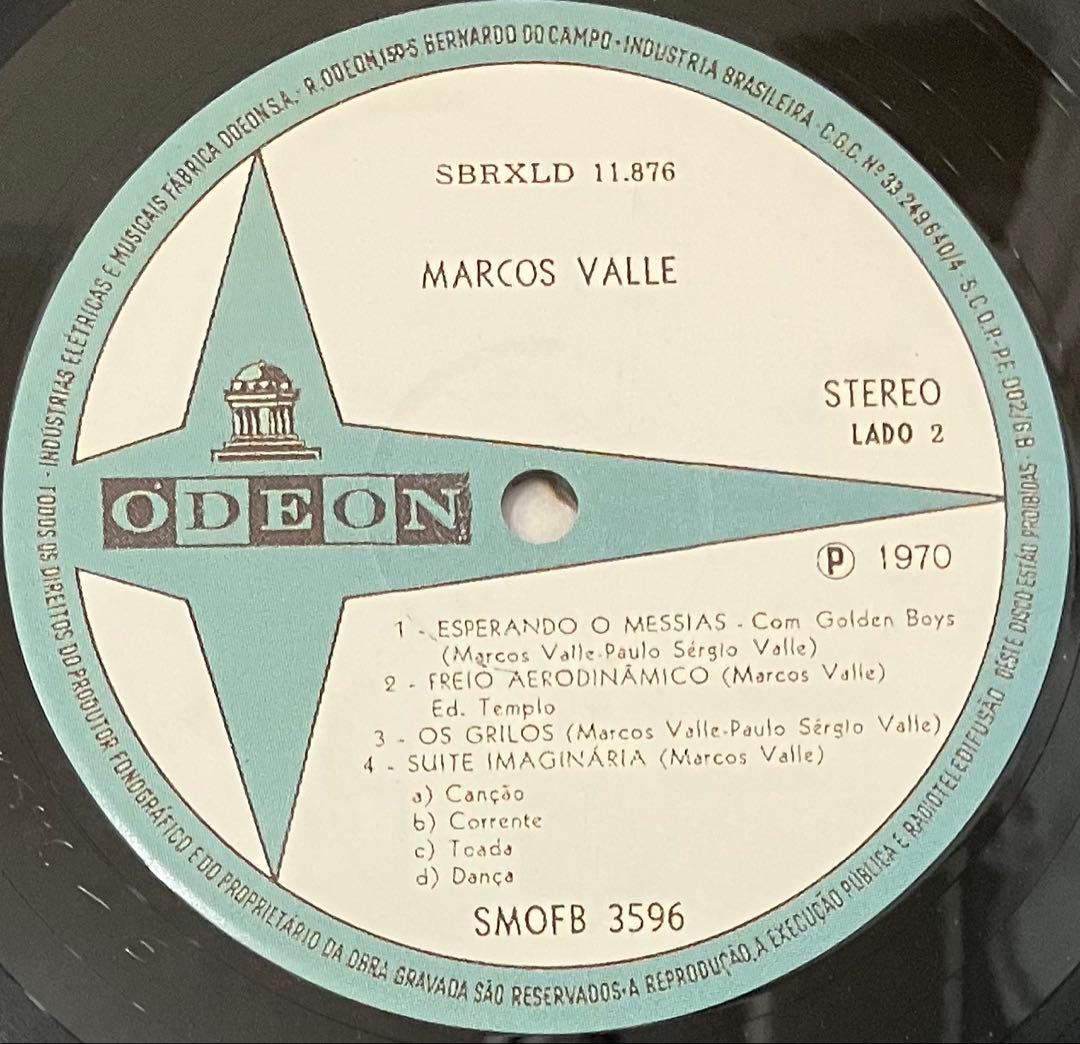 SBRXLD 11.876
MARCOS VALLE
STEREO
LADO 2
ODEON
Ⓟ 1970
1 - ESPERANDO O MESSIAS - Com Golden Boys
(Marcos Valle-Paulo Sérgio Valle)
2 - FREIO AERODINÂMICO (Marcos Valle)
Ed. Templo
3 - OS GRILOS (Marcos Valle-Paulo Sérgio Valle)
4 - SUITE IMAGINÁRIA (Marcos Valle)
a) Canção
b) Corrente
c) Toada
d) Dança
SMOFB 3596
INDÚSTRIAS ELÉTRICAS E MUSICAIS FÁBRICA ODEON S.A. - R. ODEON, 150-S. BERNARDO DO CAMPO - INDUSTRIA BRASILEIRA - C.G.C. Nº 33 249 640/4 - S.C.D.P.-P.F. 002/6B
TODOS OS DIREITOS DO PRODUTOR FONOGRÁFICO E DO PROPRIETÁRIO DA OBRA GRAVADA SÃO RESERVADOS-A REPRODUÇÃO, A EXECUÇÃO PÚBLICA E RADIOTELEDIFUSÃO DESTE DISCO ESTÃO PROIBIDAS -